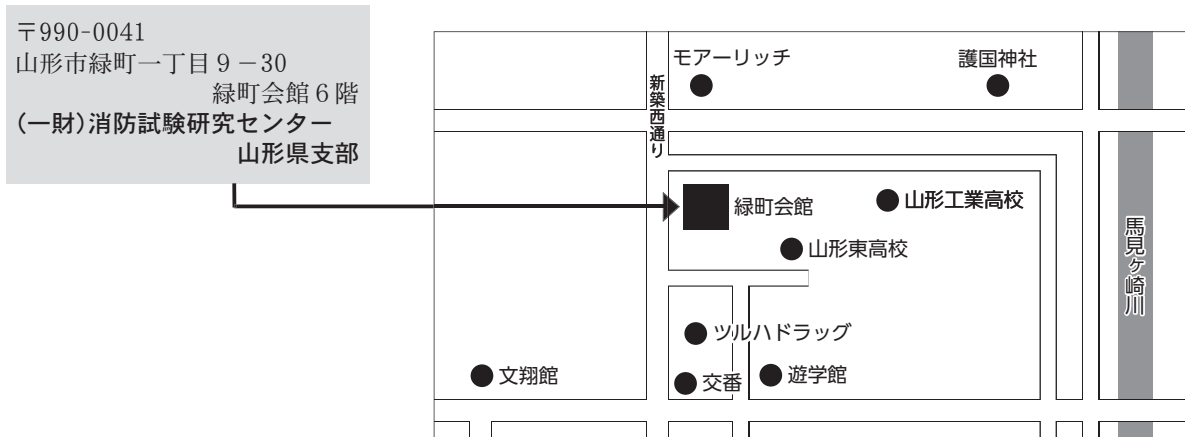 〒990-0041
山形市緑町一丁目９−30
緑町会館６階
(一財)消防試験研究センター
山形県支部
モアーリッチ
護国神社
新築西通り
緑町会館
山形工業高校
山形東高校
馬見ヶ崎川
ツルハドラッグ
文翔館
交番
遊学館